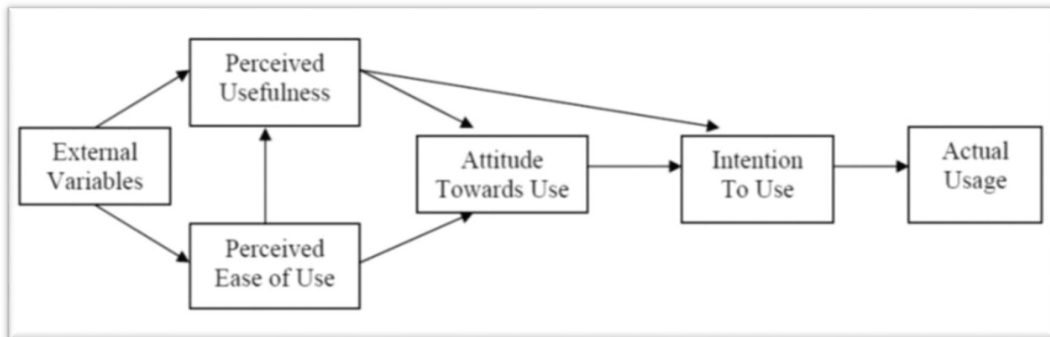 Perceived
Usefulness
External
Variables
Perceived
Ease of Use
Attitude
Towards Use
Intention
To Use
Actual
Usage